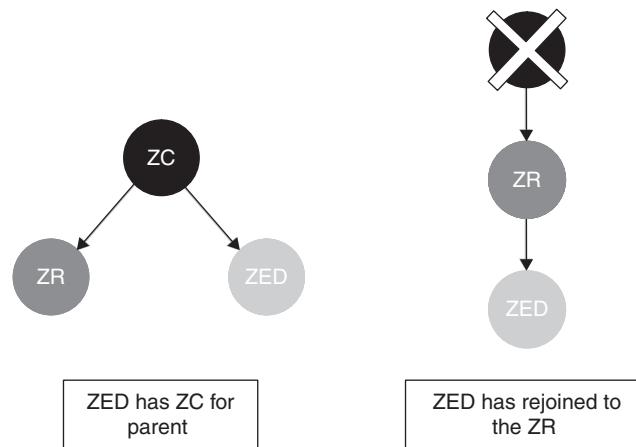 ZC
ZR
ZED
ZED has ZC for
parent
ZR
ZED
ZED has rejoined to
the ZR